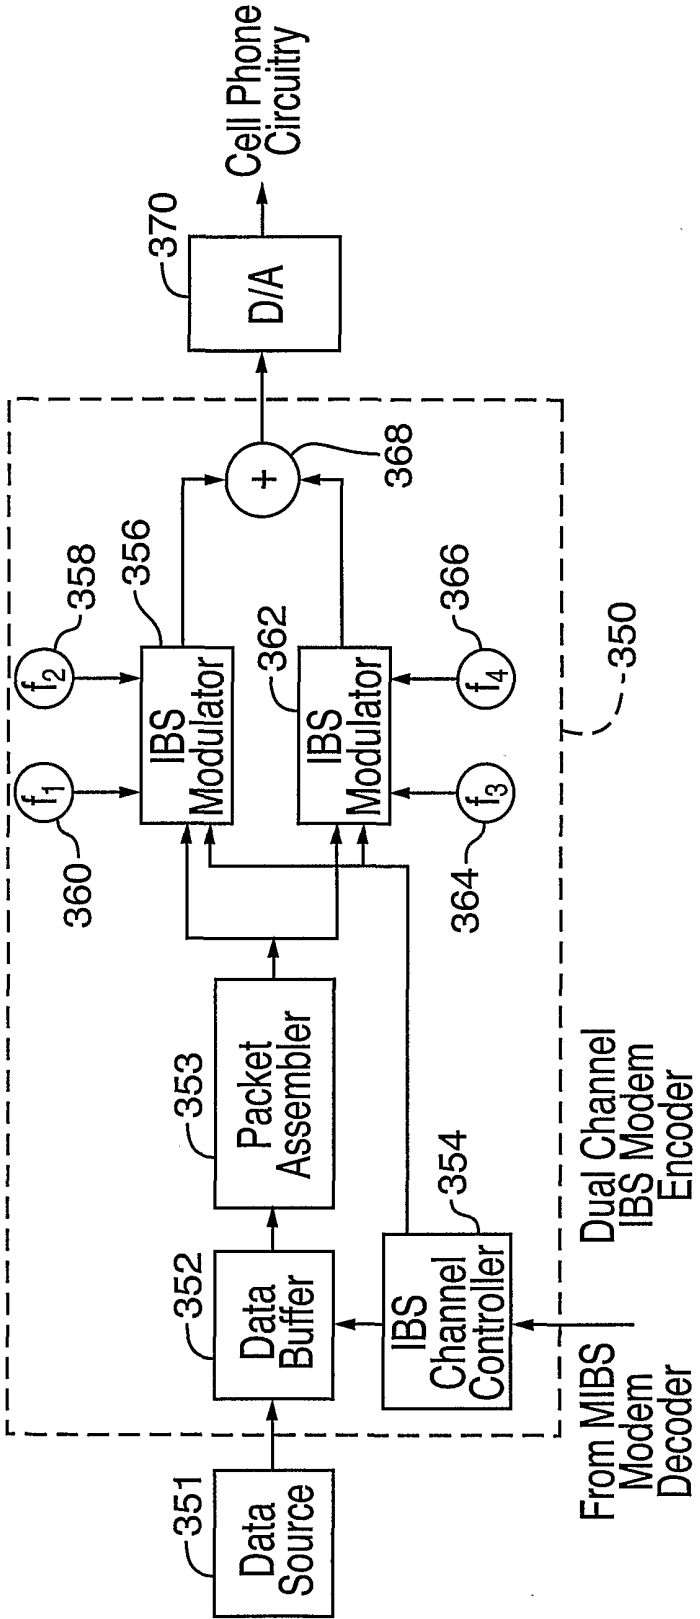 351
Data
Source
352
Data
Buffer
353
Packet
Assembler
354
IBS
Channel
Controller
From MIBS
Modem
Decoder
Dual Channel
IBS Modem
Encoder
360
f1
f2
358
356
IBS
Modulator
362
IBS
Modulator
364
f3
f4
366
368
+
350
370
D/A
Cell Phone
Circuitry